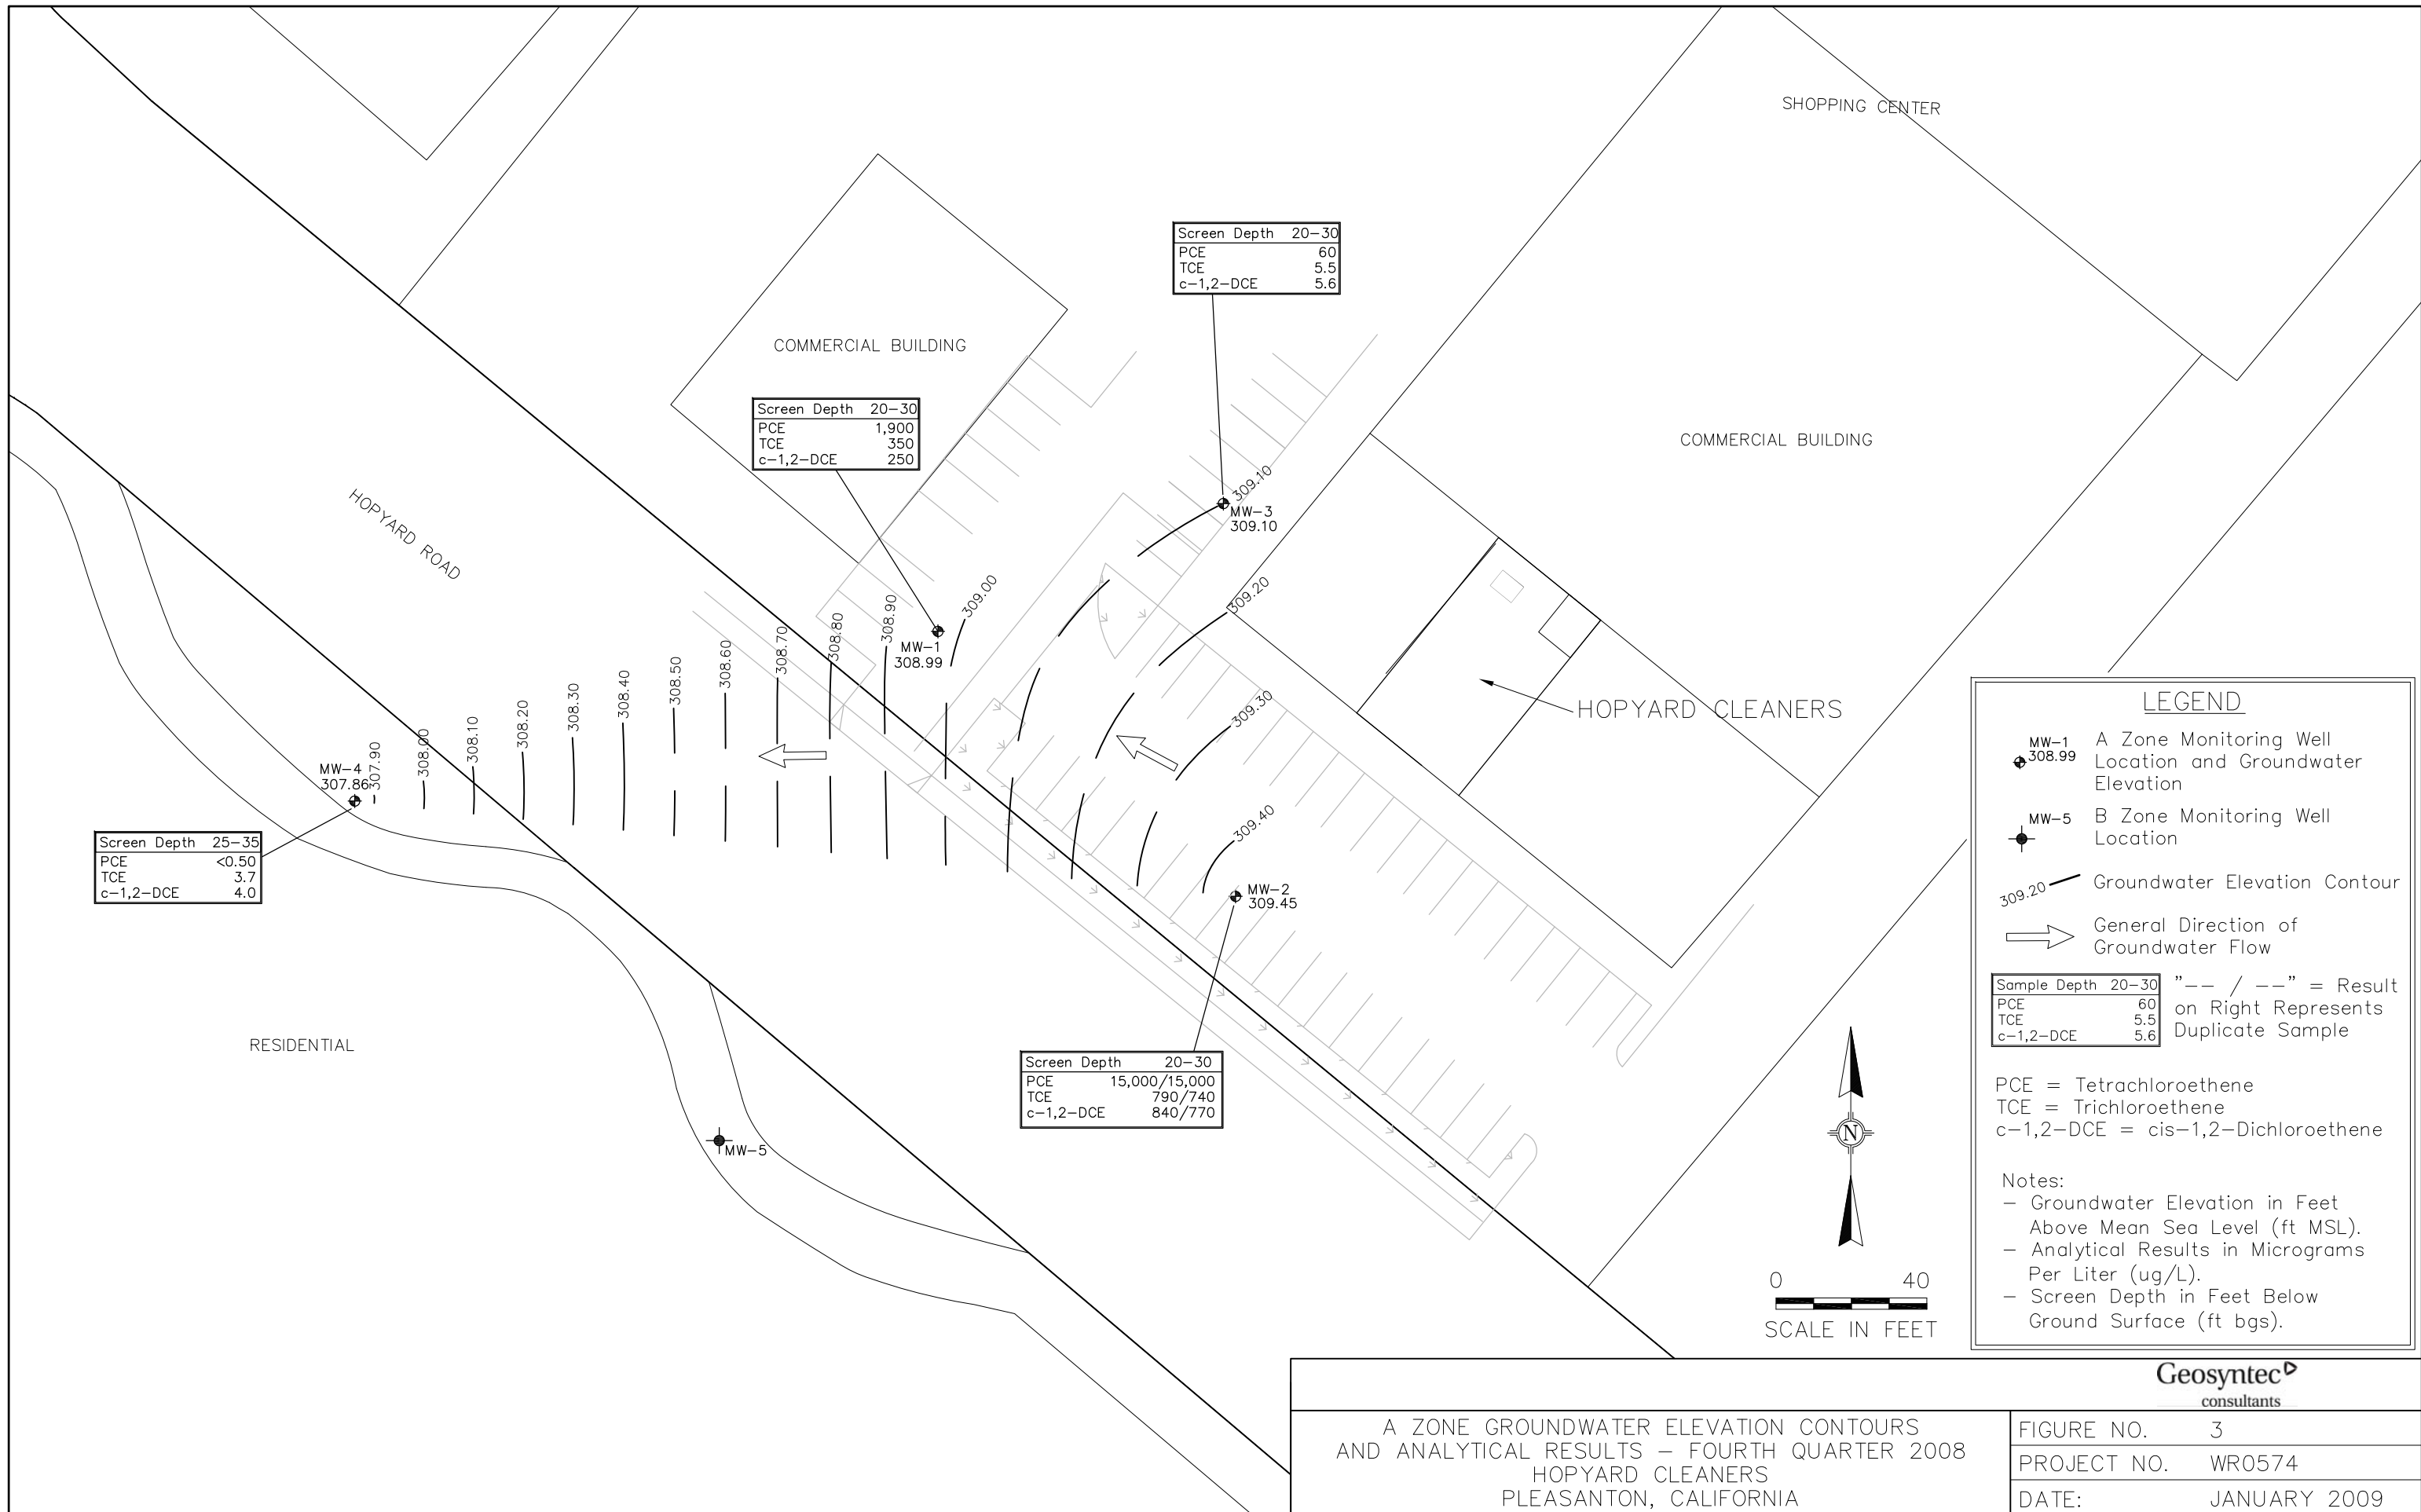 SHOPPING CENTER
Screen Depth 20-30
PCE 60
TCE 5.5
c-1,2-DCE 5.6
COMMERCIAL BUILDING
Screen Depth 20-30
PCE 1,900
TCE 350
c-1,2-DCE 250
COMMERCIAL BUILDING
HOPYARD ROAD
309.10
MW-3
309.10
309.00
309.20
MW-1
308.99
308.90
308.80
308.70
308.60
308.50
308.40
308.30
308.20
308.10
308.00
307.90
309.30
HOPYARD CLEANERS
MW-4
307.86
309.40
Screen Depth 25-35
PCE <0.50
TCE 3.7
c-1,2-DCE 4.0
MW-2
309.45
RESIDENTIAL
Screen Depth 20-30
PCE 15,000/15,000
TCE 790/740
c-1,2-DCE 840/770
MW-5
LEGEND
MW-1
308.99
A Zone Monitoring Well
Location and Groundwater
Elevation
MW-5
B Zone Monitoring Well
Location
309.20
Groundwater Elevation Contour
General Direction of
Groundwater Flow
Sample Depth 20-30
PCE 60
TCE 5.5
c-1,2-DCE 5.6
"-- / --" = Result
on Right Represents
Duplicate Sample
PCE = Tetrachloroethene
TCE = Trichloroethene
c-1,2-DCE = cis-1,2-Dichloroethene
Notes:
- Groundwater Elevation in Feet
Above Mean Sea Level (ft MSL).
- Analytical Results in Micrograms
Per Liter (ug/L).
- Screen Depth in Feet Below
Ground Surface (ft bgs).
N
0 40
SCALE IN FEET
Geosyntec
consultants
A ZONE GROUNDWATER ELEVATION CONTOURS
AND ANALYTICAL RESULTS - FOURTH QUARTER 2008
HOPYARD CLEANERS
PLEASANTON, CALIFORNIA
FIGURE NO. 3
PROJECT NO. WR0574
DATE: JANUARY 2009